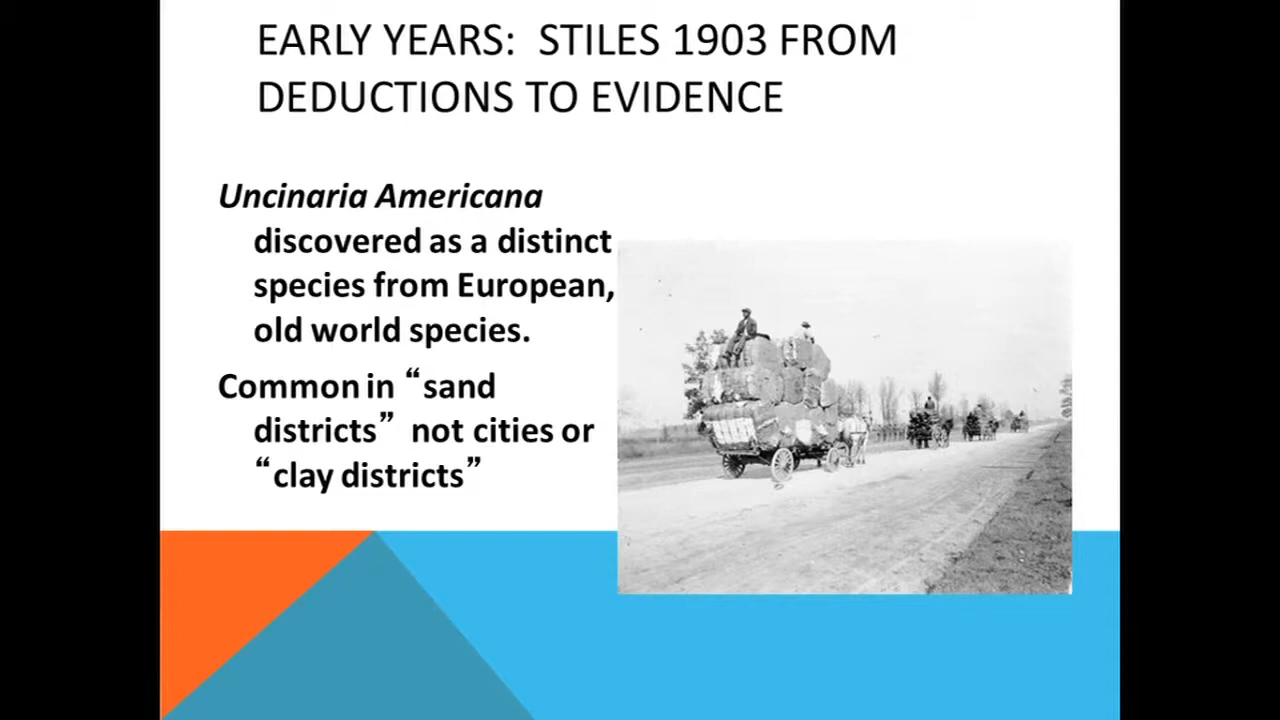 EARLY YEARS:  STILES 1903 FROM
DEDUCTIONS TO EVIDENCE
Uncinaria Americana
discovered as a distinct
species from European,
old world species.
Common in “sand
districts” not cities or
“clay districts”